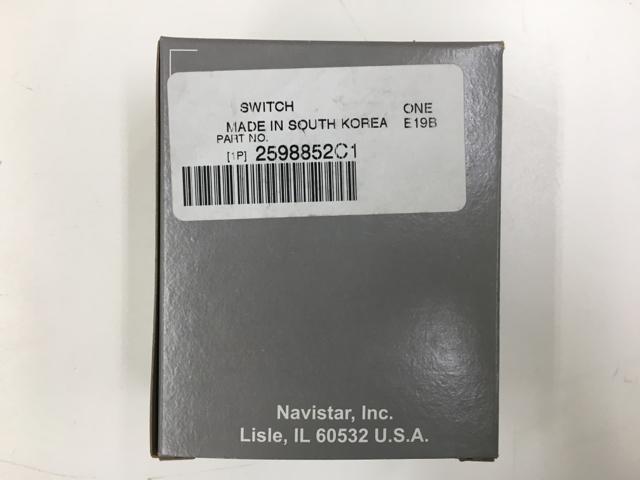 SWITCH ONE
MADE IN SOUTH KOREA E19B
PART NO.
[1P] 2598852C1
Navistar, Inc.
Lisle, IL 60532 U.S.A.